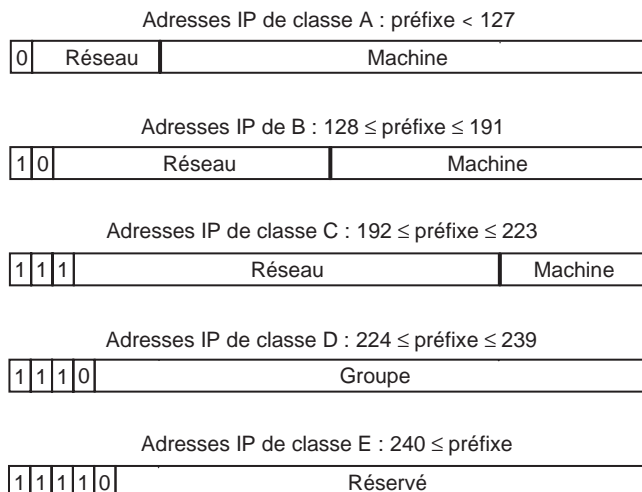 Adresses IP de classe A : préfixe < 127
0 Réseau Machine
Adresses IP de B : 128 ≤ préfixe ≤ 191
1 0 Réseau Machine
Adresses IP de classe C : 192 ≤ préfixe ≤ 223
1 1 1 Réseau Machine
Adresses IP de classe D : 224 ≤ préfixe ≤ 239
1 1 1 0 Groupe
Adresses IP de classe E : 240 ≤ préfixe
1 1 1 1 0 Réservé